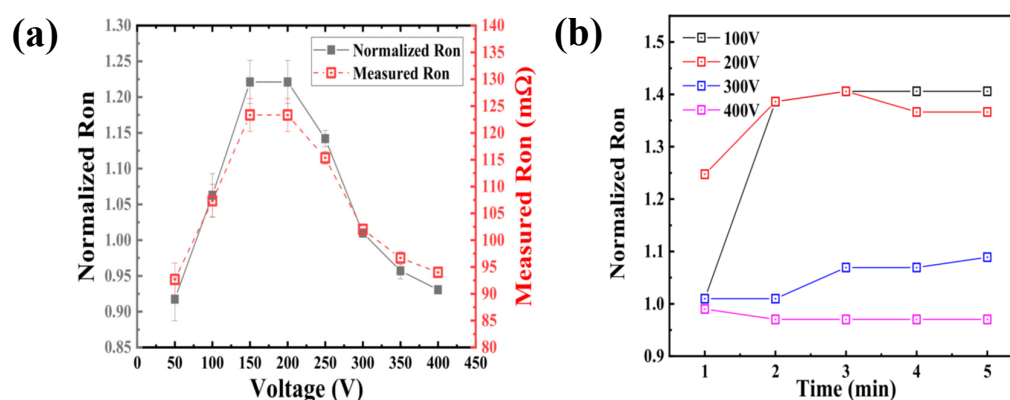 (a)
1.30
1.25
1.20
1.15
1.10
1.05
1.00
0.95
0.90
0.85
Normalized Ron
Normalized Ron
Measured Ron
140
135
130
125
120
115
110
105
100
95
90
85
80
Measured Ron (mΩ)
0 50 100 150 200 250 300 350 400 450
Voltage (V)
(b)
1.5
1.4
1.3
1.2
1.1
1.0
0.9
Normalized Ron
100V
200V
300V
400V
1 2 3 4 5
Time (min)